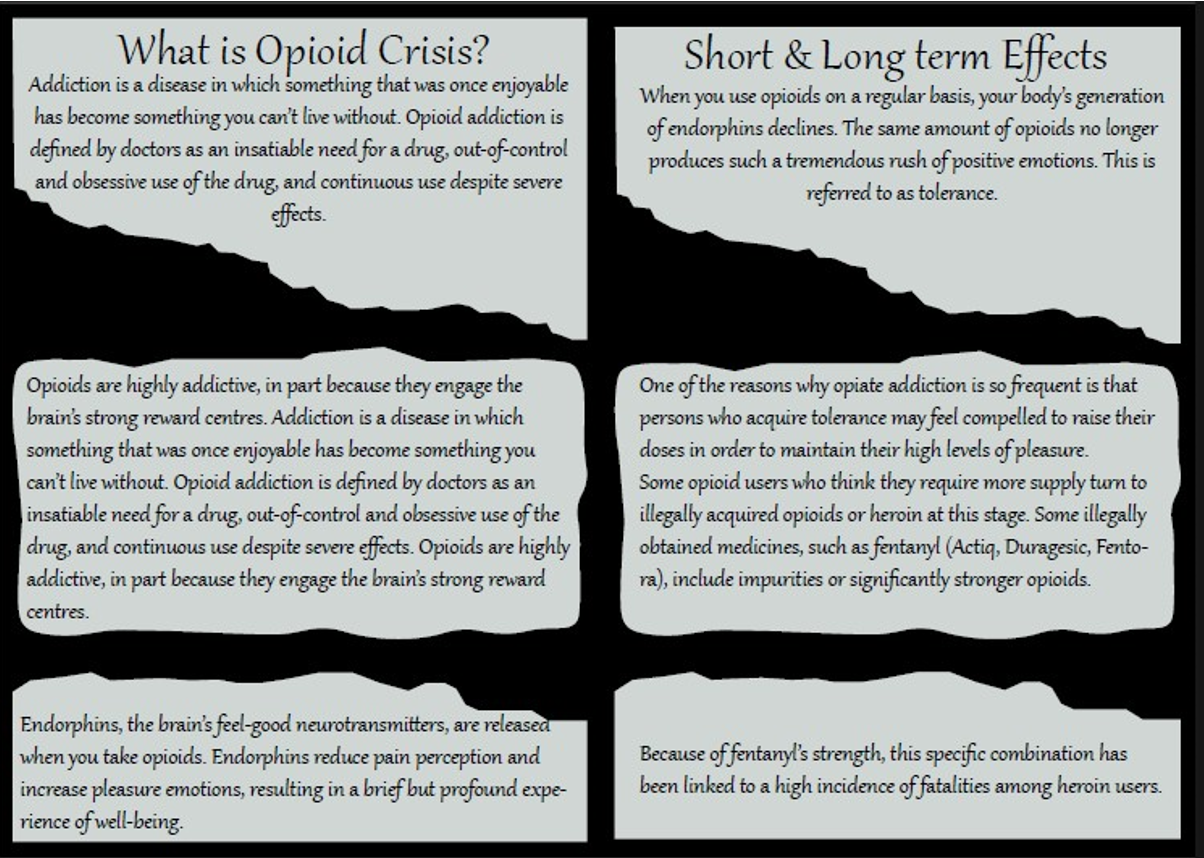 What is Opioid Crisis?
Addiction is a disease in which something that was once enjoyable
has become something you can't live without. Opioid addiction is
defined by doctors as an insatiable need for a drug, out-of-control
and obsessive use of the drug, and continuous use despite severe
effects.
Opioids are highly addictive, in part because they engage the
brain's strong reward centres. Addiction is a disease in which
something that was once enjoyable has become something you
can't live without. Opioid addiction is defined by doctors as an
insatiable need for a drug, out-of-control and obsessive use of the
drug, and continuous use despite severe effects. Opioids are highly
addictive, in part because they engage the brain's strong reward
centres.
Endorphins, the brain's feel-good neurotransmitters, are released
when you take opioids. Endorphins reduce pain perception and
increase pleasure emotions, resulting in a brief but profound expe-
rience of well-being.
Short & Long term Effects
When you use opioids on a regular basis, your body's generation
of endorphins declines. The same amount of opioids no longer
produces such a tremendous rush of positive emotions. This is
referred to as tolerance.
One of the reasons why opiate addiction is so frequent is that
persons who acquire tolerance may feel compelled to raise their
doses in order to maintain their high levels of pleasure.
Some opioid users who think they require more supply turn to
illegally acquired opioids or heroin at this stage. Some illegally
obtained medicines, such as fentanyl (Actiq, Duragesic, Fento-
ra), include impurities or significantly stronger opioids.
Because of fentanyl's strength, this specific combination has
been linked to a high incidence of fatalities among heroin users.